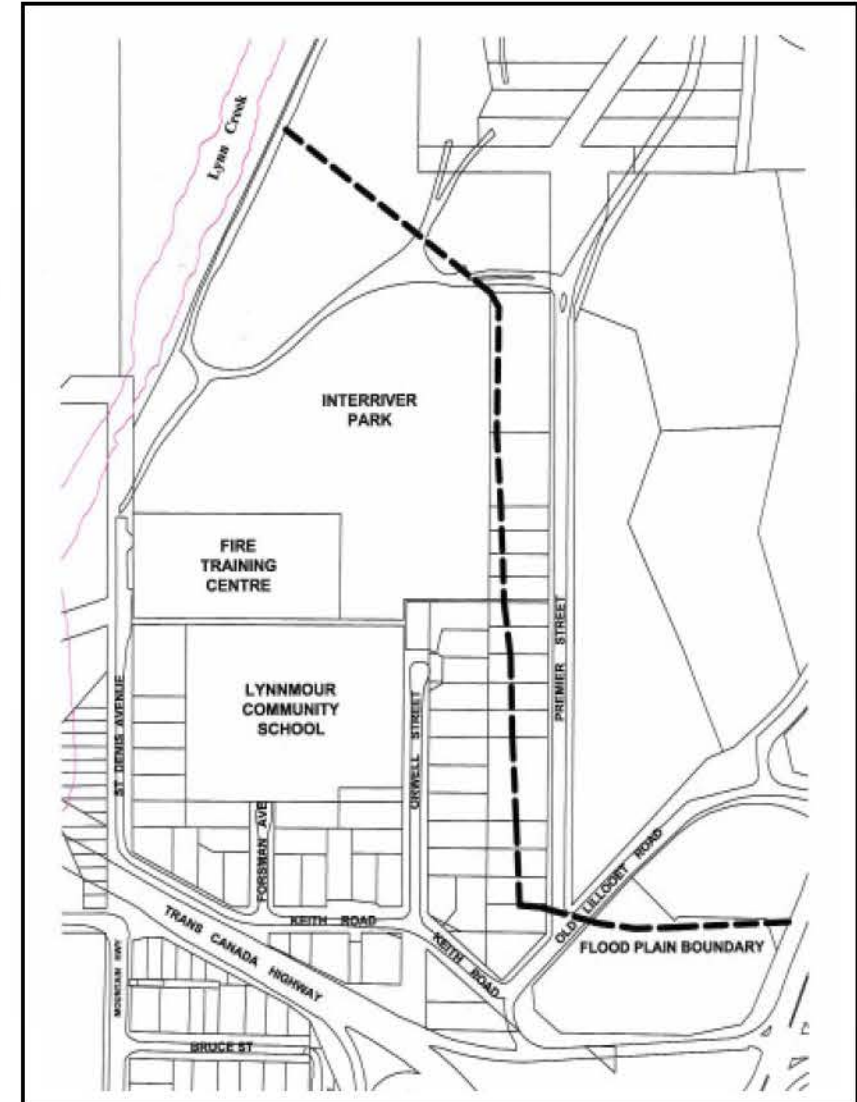 Lynn Creek
INTERRIVER
PARK
FIRE
TRAINING
CENTRE
LYNNMOUR
COMMUNITY
SCHOOL
ST DENIS AVENUE
ORWELL STREET
PREMIER STREET
FORSMAN AVE
KEITH ROAD
KEITH ROAD
OLD LILLOOET ROAD
FLOOD PLAIN BOUNDARY
TRANS CANADA HIGHWAY
MOUNTAIN HWY
BRUCE ST